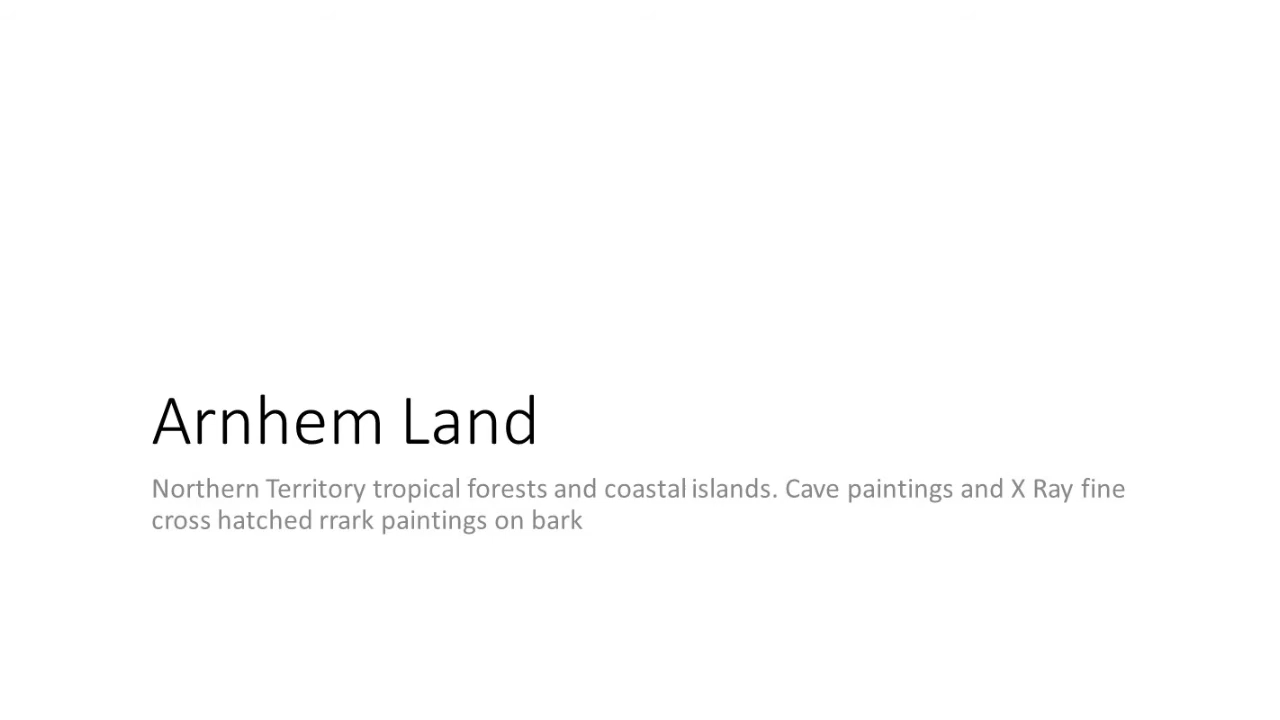 Arnhem Land
Northern Territory tropical forests and coastal islands. Cave paintings and X Ray fine
cross hatched rrark paintings on bark